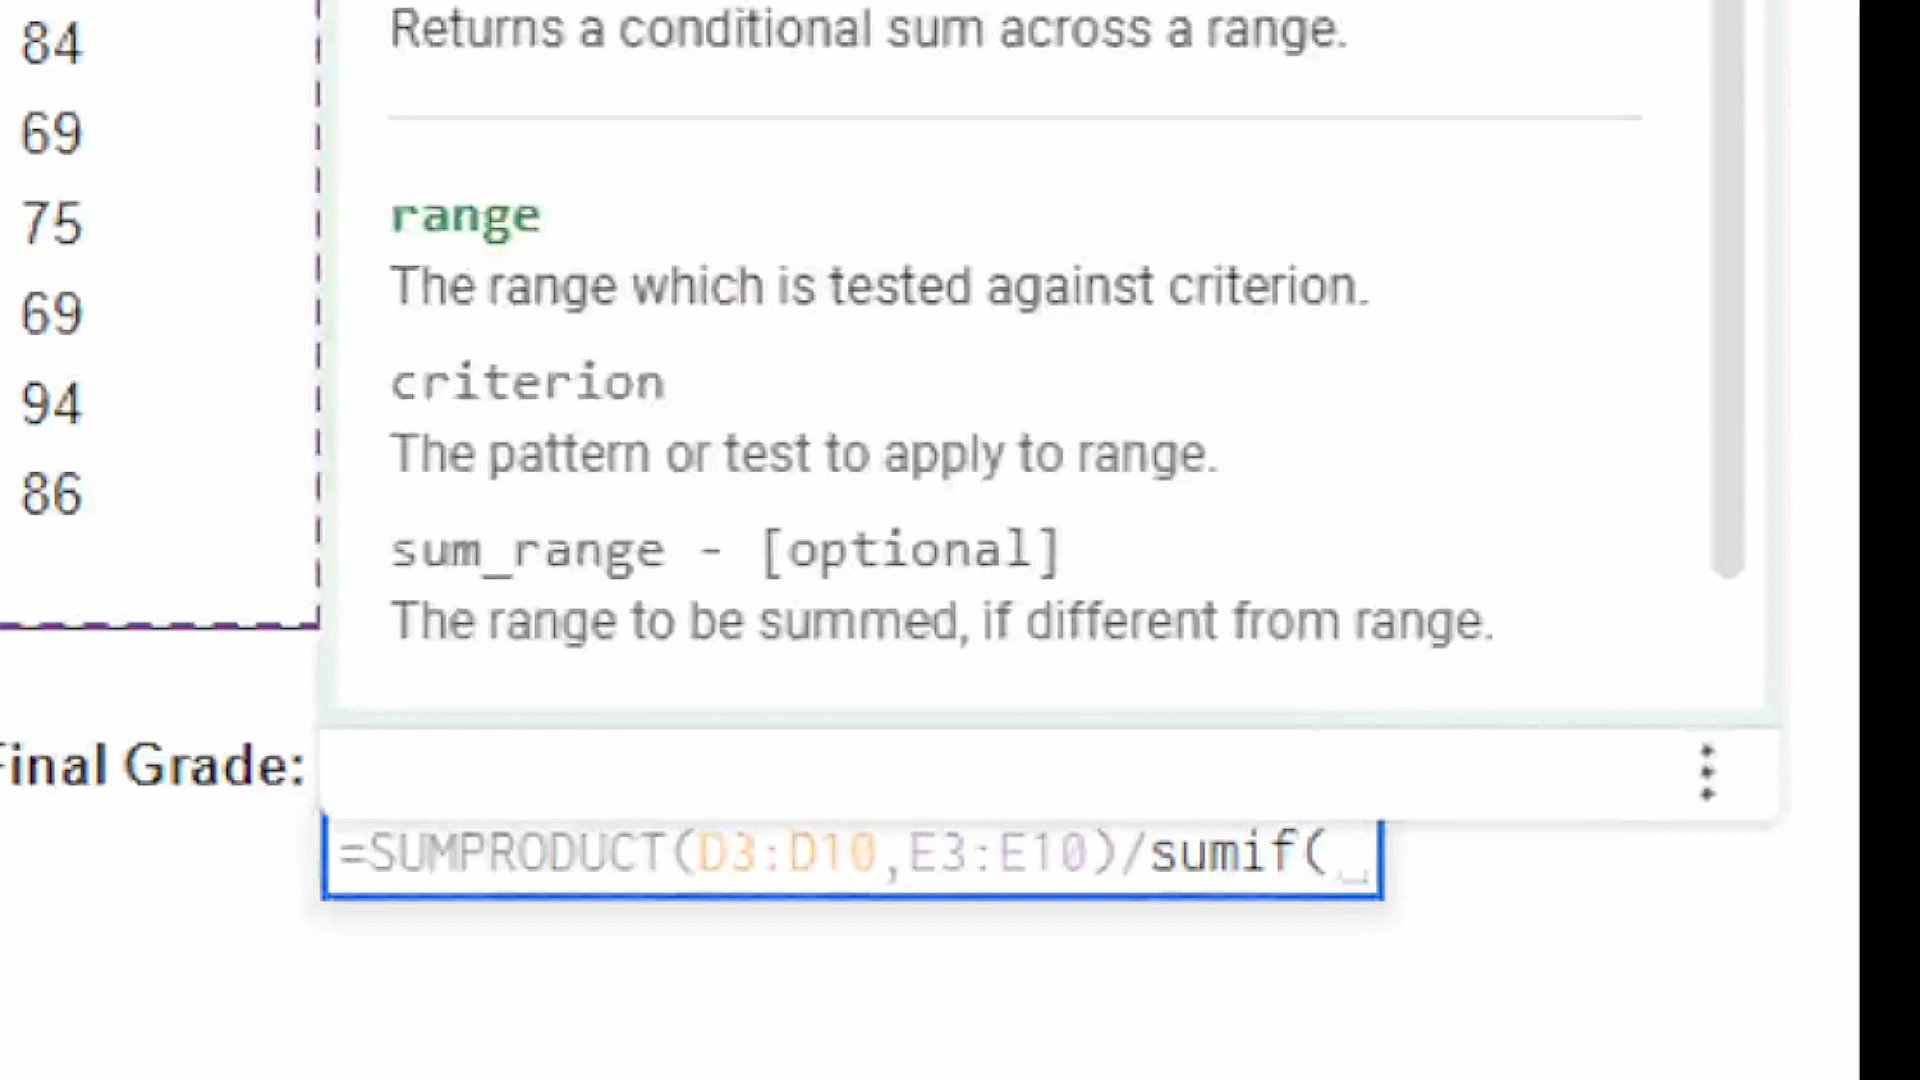 84
Returns a conditional sum across a range.
69
75
range
The range which is tested against criterion.
69
criterion
94
The pattern or test to apply to range.
86
sum_range - [optional]
The range to be summed, if different from range.
Final Grade:
=SUMPRODUCT(D3:D10,E3:E10)/sumif(